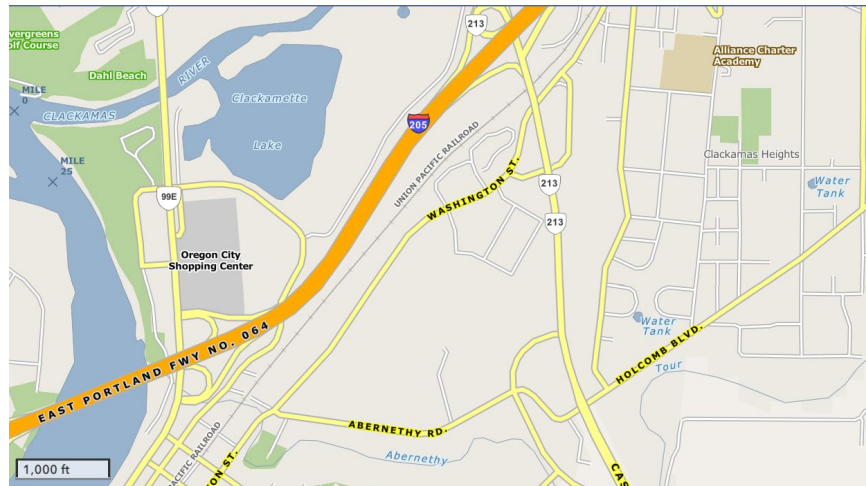 Evergreens
Golf Course
213
Alliance Charter
Academy
Dahl Beach
RIVER
MILE
0
CLACKAMAS
Clackamette
Lake
205
UNION PACIFIC RAILROAD
Clackamas Heights
MILE
25
213
Water
Tank
99E
WASHINGTON ST.
213
Oregon City
Shopping Center
Water
Tank
HOLCOMB BLVD.
Tour
EAST PORTLAND FWY NO. 064
ABERNETHY RD.
Abernethy
PACIFIC RAILROAD
ON ST.
CAS
1,000 ft